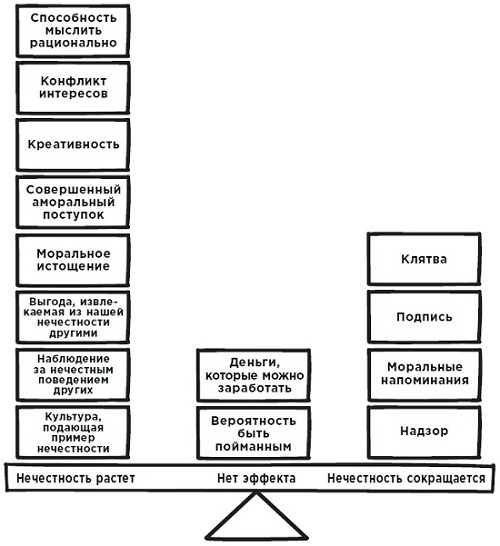 Способность
мыслить
рационально
Конфликт
интересов
Креативность
Совершенный
аморальный
поступок
Моральное
истощение
Выгода, извле-
каемая из нашей
нечестности
другими
Наблюдение
за нечестным
поведением
других
Культура,
подающая
пример
нечестности
Деньги,
которые можно
заработать
Вероятность
быть
пойманным
Клятва
Подпись
Моральные
напоминания
Надзор
Нечестность растет
Нет эффекта
Нечестность сокращается